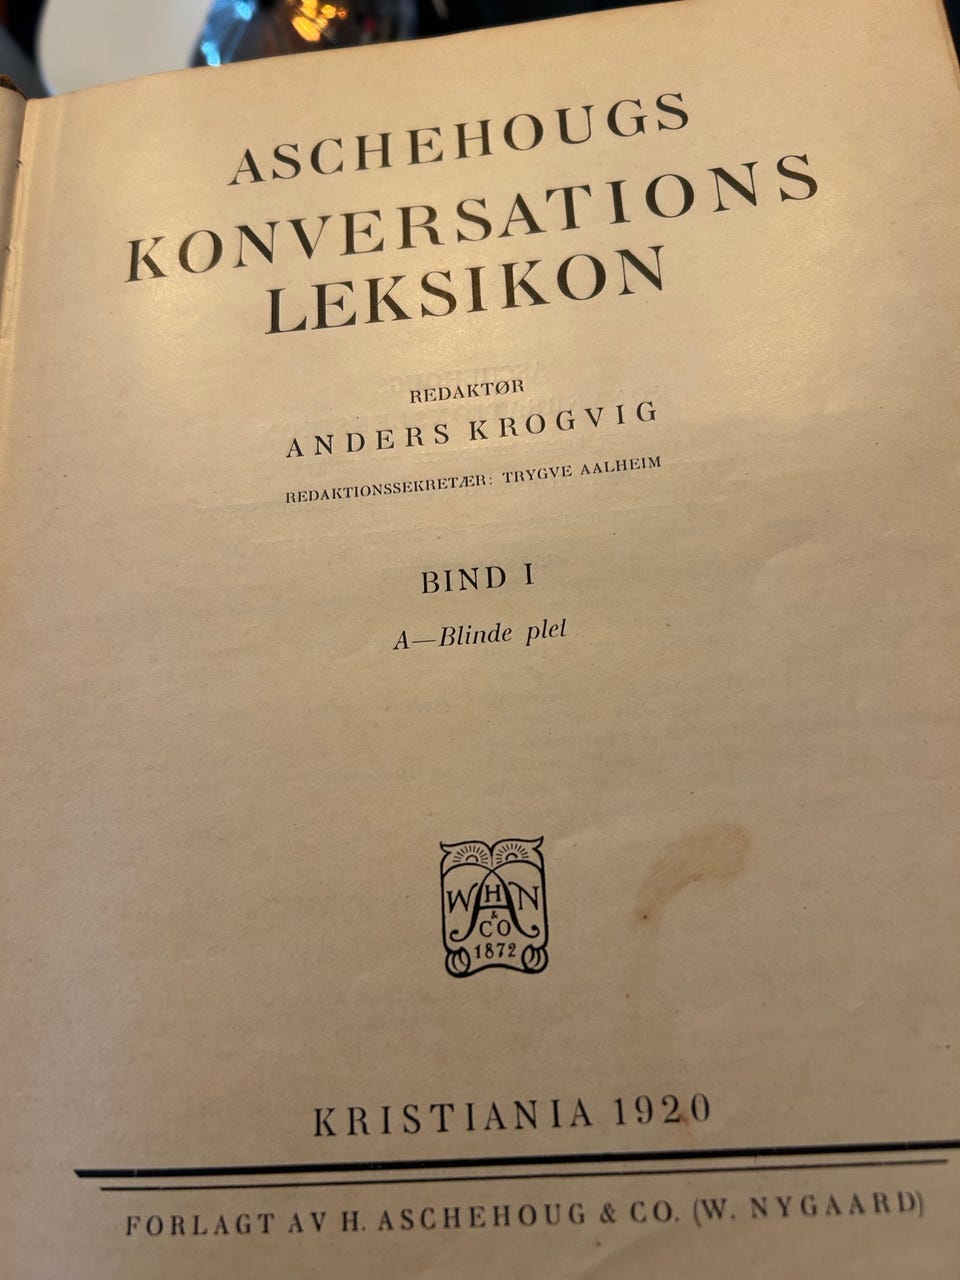 ASCHEHOUGS
KONVERSATIONS
LEKSIKON
REDAKTØR
ANDERS KROGVIG
REDAKTIONSSEKRETÆR: TRYGVE AALHEIM
BIND I
A—Blinde plet
W H N
&
CO
1872
KRISTIANIA 1920
FORLAGT AV H. ASCHEHOUG & CO. (W. NYGAARD)